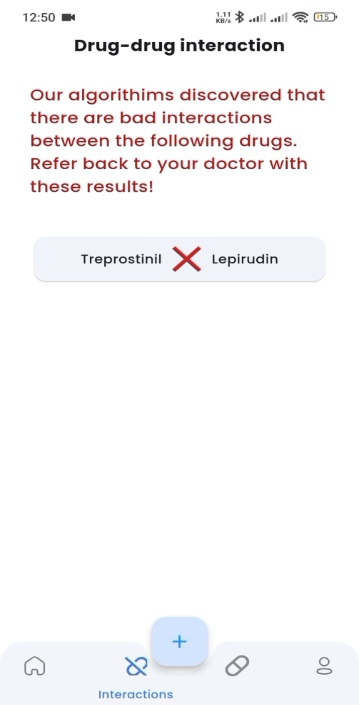 12:50
1.11
KB/s
15
Drug-drug interaction
Our algorithims discovered that
there are bad interactions
between the following drugs.
Refer back to your doctor with
these results!
Treprostinil Lepirudin
+
Interactions